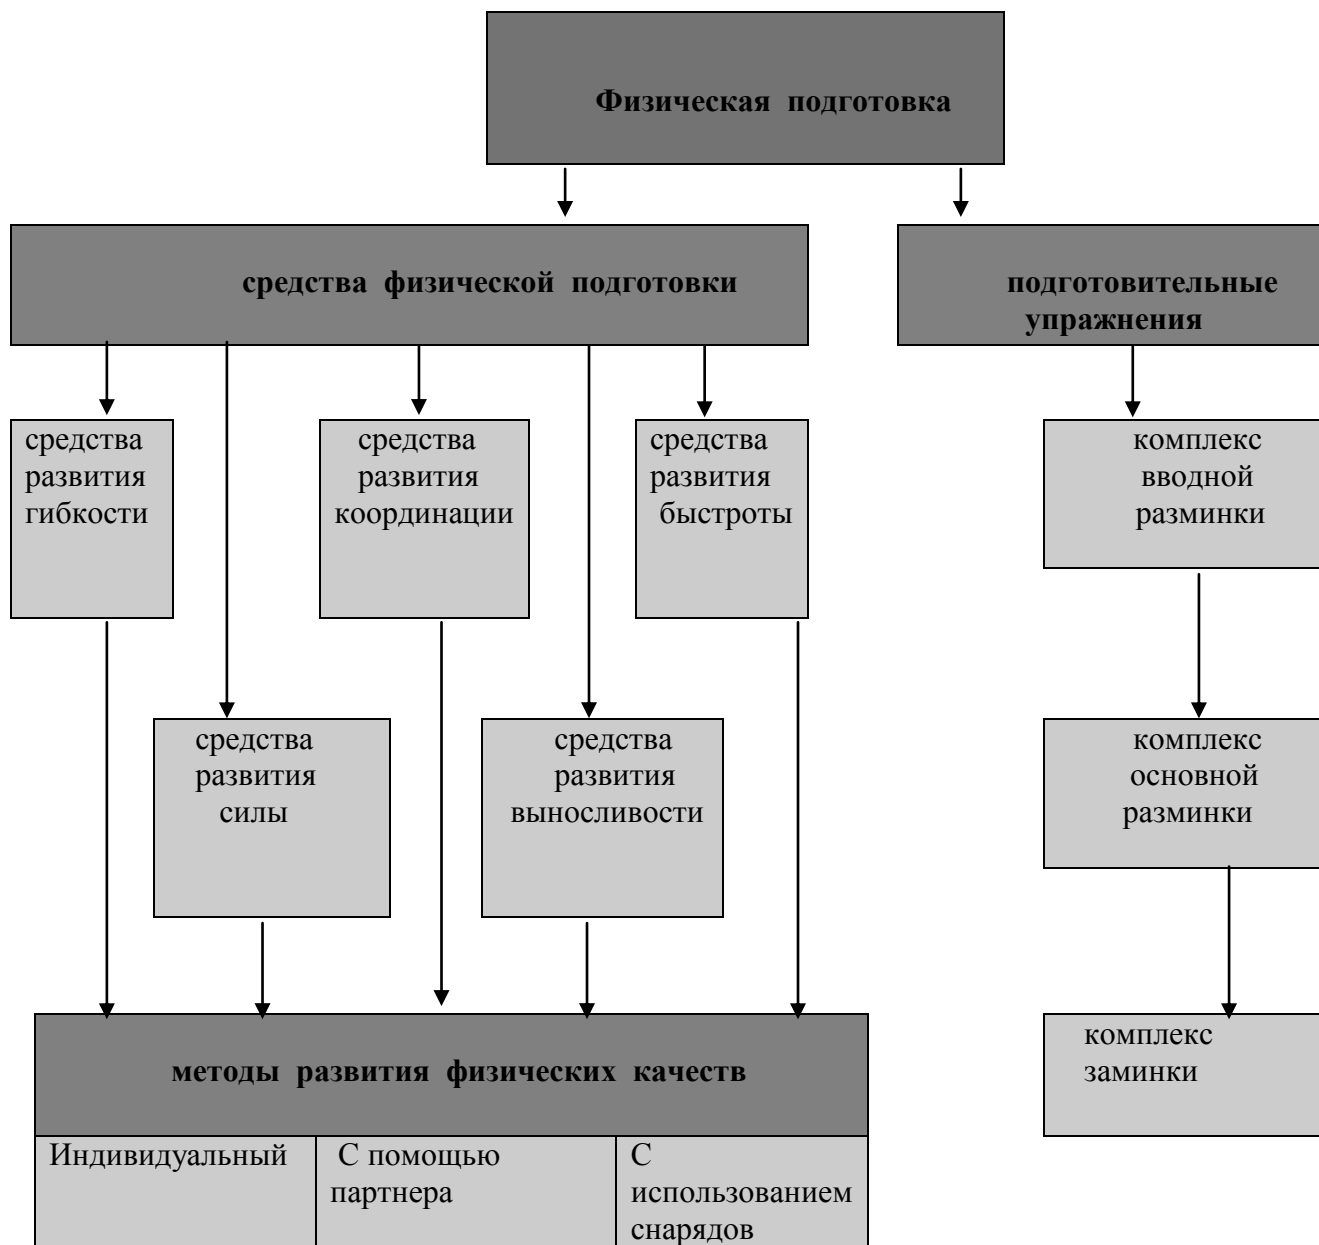 Физическая подготовка
средства физической подготовки
подготовительные
упражнения
средства
развития
гибкости
средства
развития
координации
средства
развития
быстроты
комплекс
вводной
разминки
средства
развития
силы
средства
развития
выносливости
комплекс
основной
разминки
методы развития физических качеств
Индивидуальный
С помощью
партнера
С
использованием
снарядов
комплекс
заминки